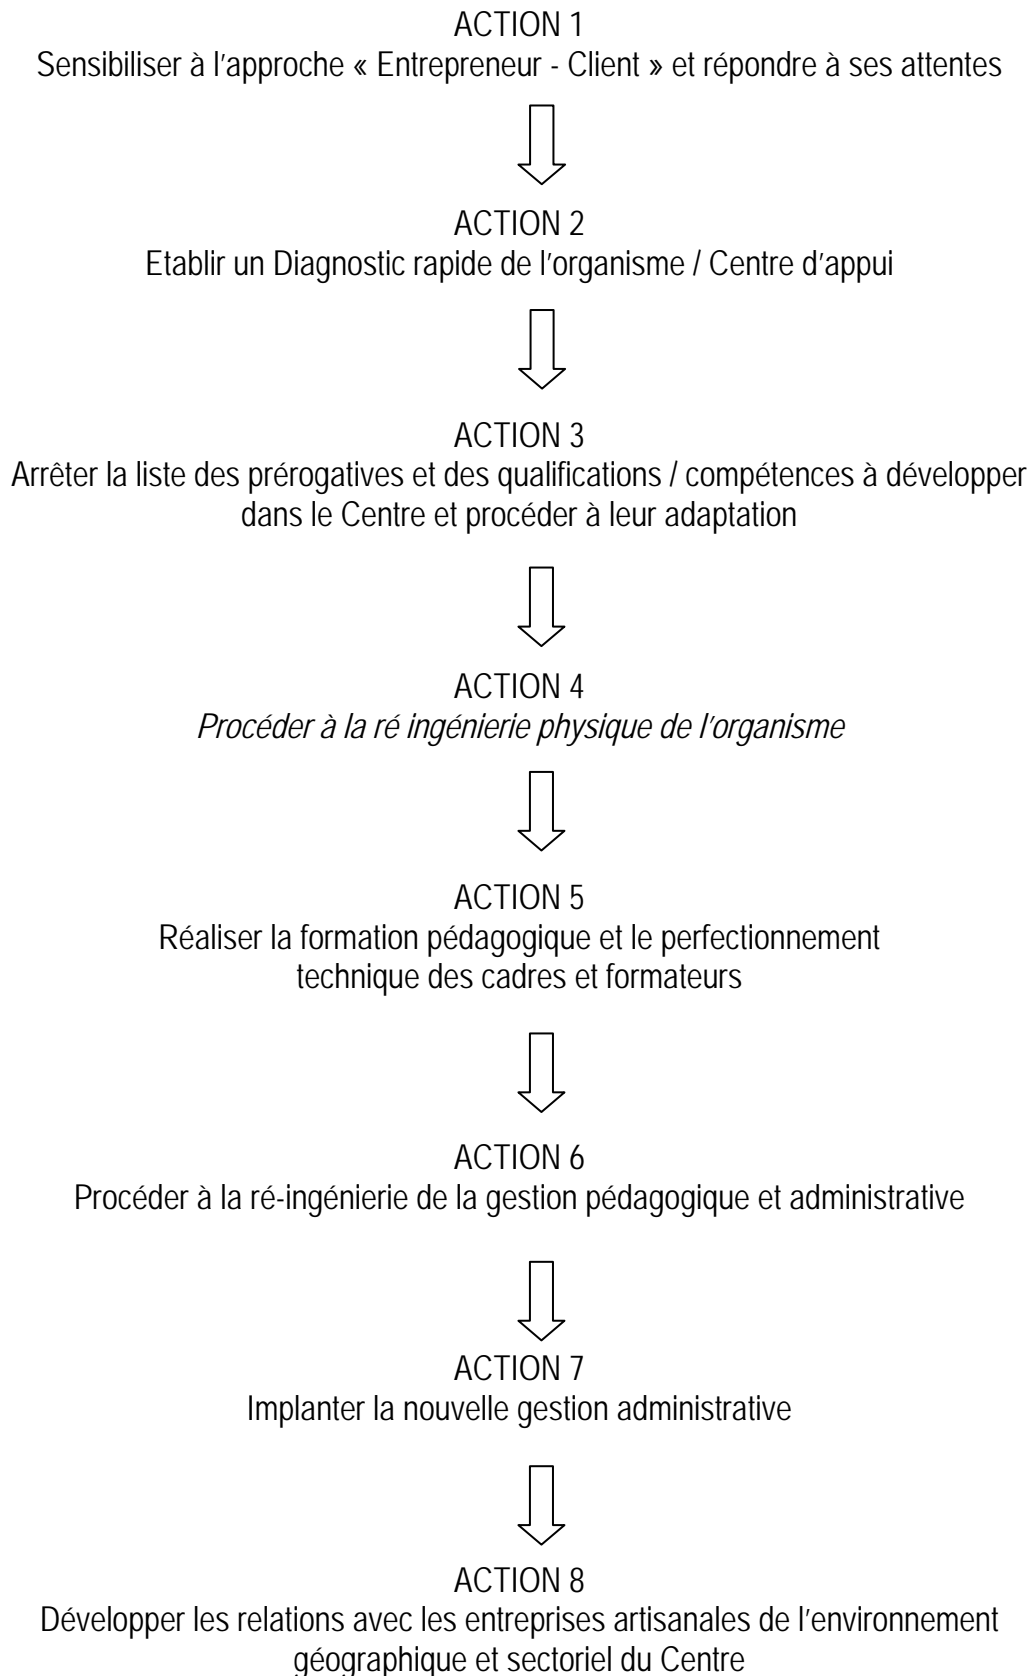 ACTION 1
Sensibiliser à l'approche « Entrepreneur - Client » et répondre à ses attentes
ACTION 2
Etablir un Diagnostic rapide de l'organisme / Centre d'appui
ACTION 3
Arrêter la liste des prérogatives et des qualifications / compétences à développer
dans le Centre et procéder à leur adaptation
ACTION 4
Procéder à la ré ingénierie physique de l'organisme
ACTION 5
Réaliser la formation pédagogique et le perfectionnement
technique des cadres et formateurs
ACTION 6
Procéder à la ré-ingénierie de la gestion pédagogique et administrative
ACTION 7
Implanter la nouvelle gestion administrative
ACTION 8
Développer les relations avec les entreprises artisanales de l'environnement
géographique et sectoriel du Centre